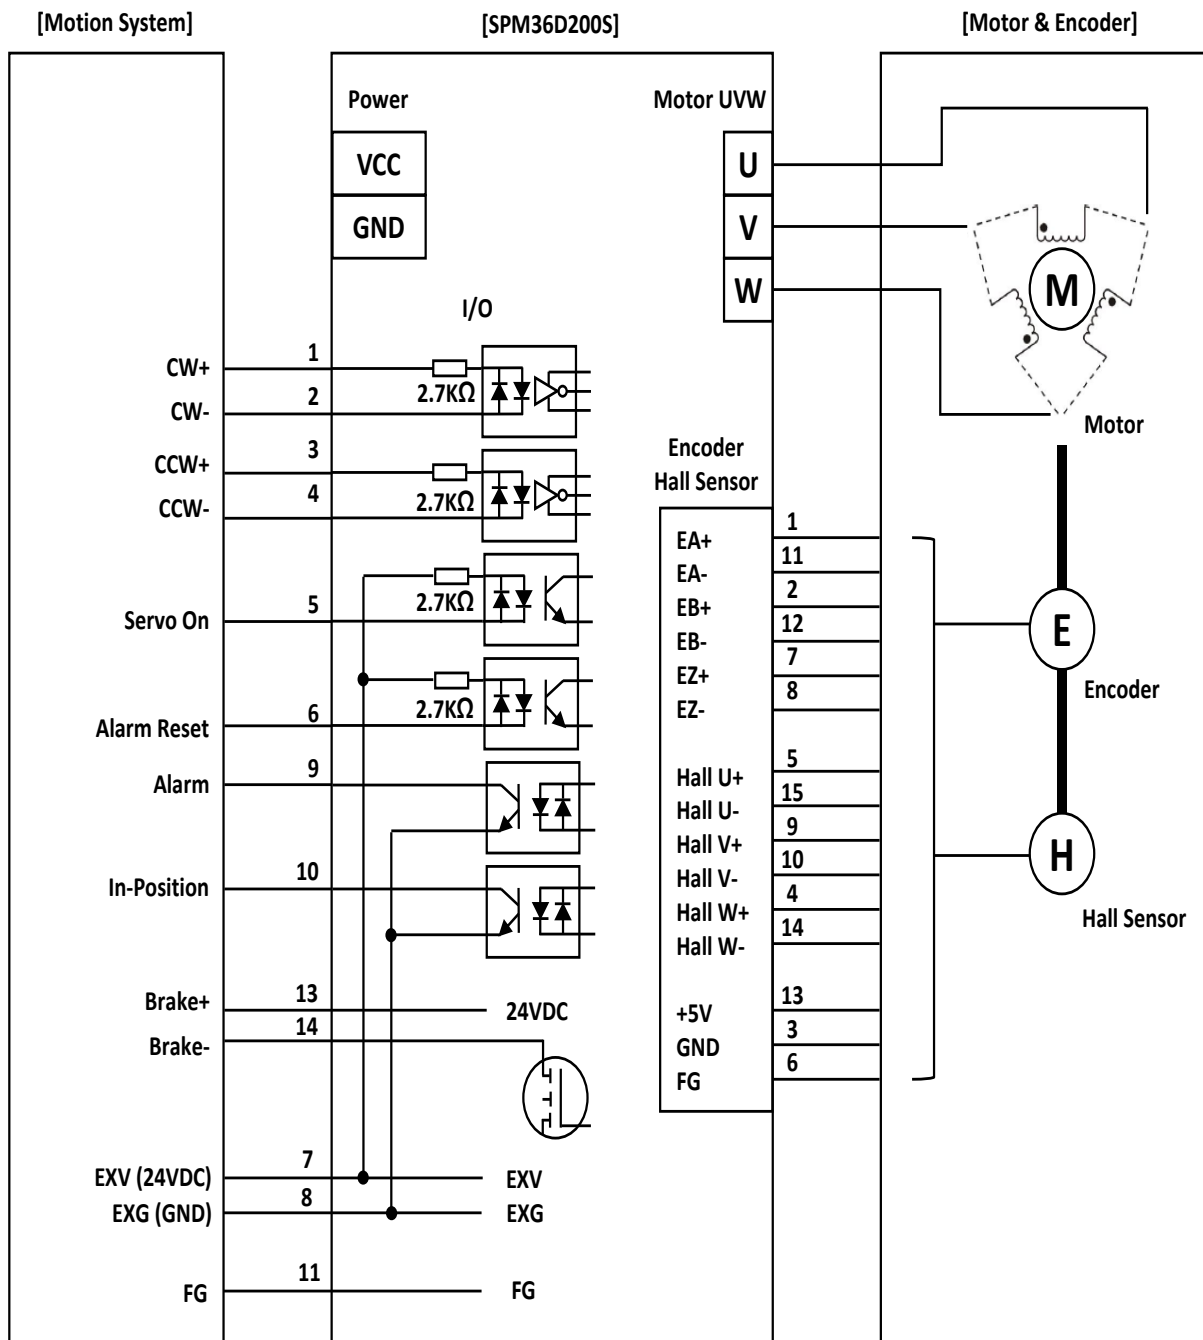 [Motion System]
[SPM36D200S]
[Motor & Encoder]
Power
Motor UVW
VCC
GND
U
V
W
M
Motor
I/O
CW+
1
2.7KΩ
CW-
2
CCW+
3
2.7KΩ
CCW-
4
Servo On
5
2.7KΩ
Alarm Reset
6
2.7KΩ
Alarm
9
In-Position
10
Brake+
13
24VDC
Brake-
14
EXV (24VDC)
7
EXV
EXG (GND)
8
EXG
FG
11
FG
Encoder
Hall Sensor
EA+
1
EA-
11
EB+
2
EB-
12
EZ+
7
EZ-
8
Hall U+
5
Hall U-
15
Hall V+
9
Hall V-
10
Hall W+
4
Hall W-
14
+5V
13
GND
3
FG
6
E
Encoder
H
Hall Sensor